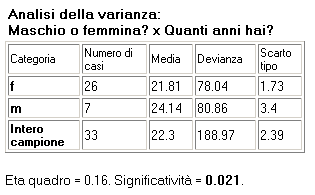 Analisi della varianza:
Maschio o femmina? x Quanti anni hai?
Categoria Numero di casi Media Devianza Scarto tipo
f 26 21.81 78.04 1.73
m 7 24.14 80.86 3.4
Intero campione 33 22.3 188.97 2.39
Eta quadro = 0.16. Significatività = 0.021.